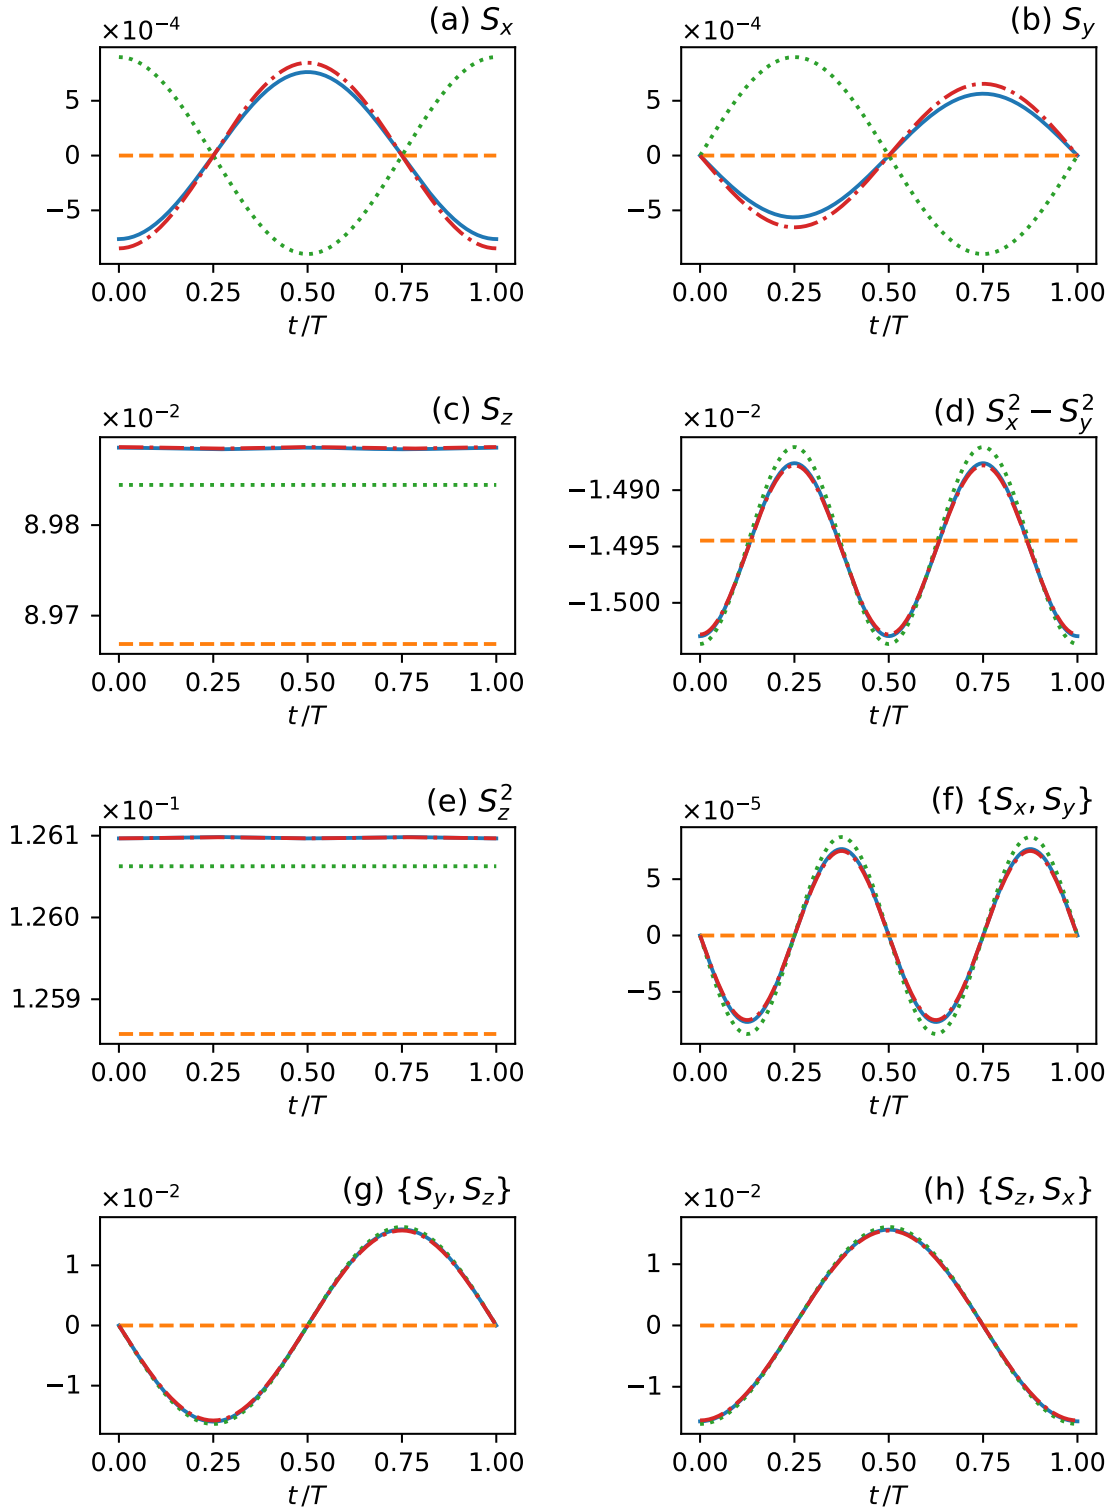 ×10⁻⁴ (a) Sₓ
5
0
−5
0.00 0.25 0.50 0.75 1.00
t/T
×10⁻⁴ (b) S_y
5
0
−5
0.00 0.25 0.50 0.75 1.00
t/T
×10⁻² (c) S_z
8.98
8.97
0.00 0.25 0.50 0.75 1.00
t/T
×10⁻² (d) Sₓ² − S_y²
−1.490
−1.495
−1.500
0.00 0.25 0.50 0.75 1.00
t/T
×10⁻¹ (e) S_z²
1.261
1.260
1.259
0.00 0.25 0.50 0.75 1.00
t/T
×10⁻⁵ (f) {Sₓ, S_y}
5
0
−5
0.00 0.25 0.50 0.75 1.00
t/T
×10⁻² (g) {S_y, S_z}
1
0
−1
0.00 0.25 0.50 0.75 1.00
t/T
×10⁻² (h) {S_z, Sₓ}
1
0
−1
0.00 0.25 0.50 0.75 1.00
t/T